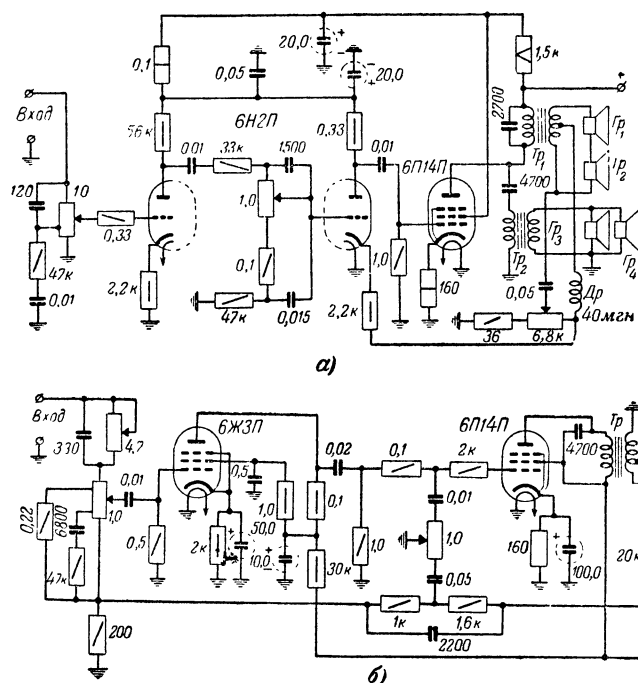 а)
20,0
+
-
1,5к
+
0,1
0,05
+
20,0
-
2700
Вход
56к
6Н2П
0,33
Гр1
Тр1
Гр2
0,01
33к
1500
0,01
6П14П
4700
120
10
1,0
Гр3
Гр4
0,33
1,0
Тр2
47к
2,2к
0,1
160
0,05
Др
40мгн
0,01
47к
0,015
2,2к
36
6,8к
Вход
330
4,7
6Ж3П
6П14П
Тр
4700
0,02
0,1
2к
0,01
0,5
1,0
0,1
0,01
0,22
6800
1,0
0,5
2к
+
50,0
+
10,0
-
1,0
1,0
160
+
100,0
20к
47к
30к
0,05
200
1к
1,6к
2200
б)